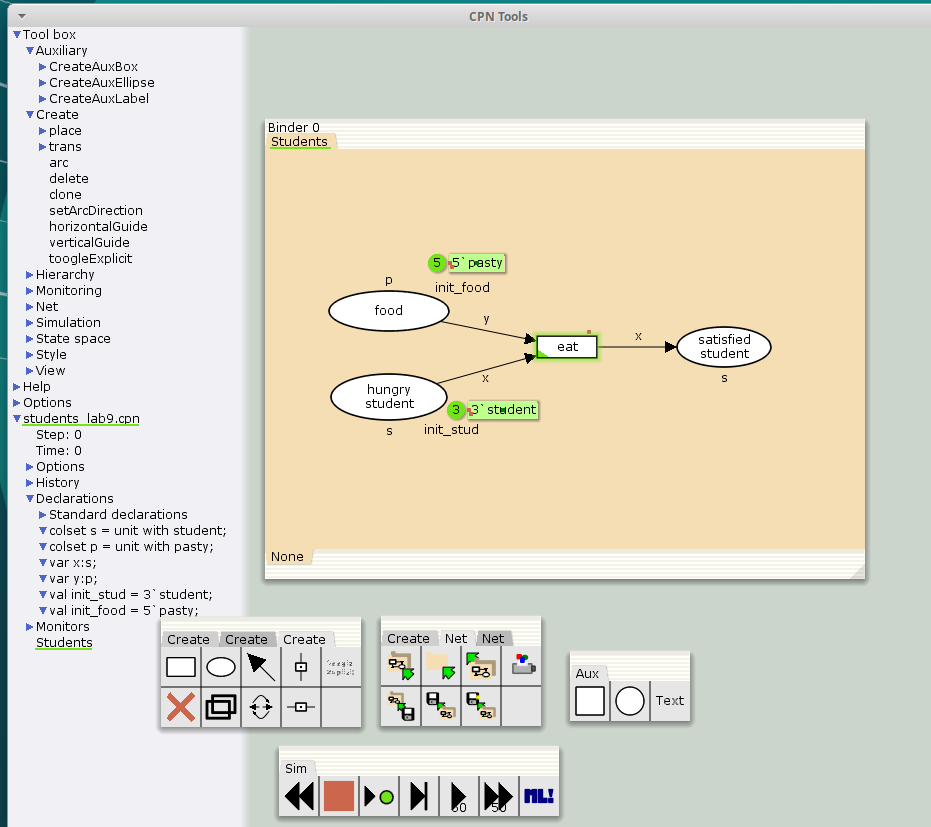 CPN Tools
Tool box
Auxiliary
CreateAuxBox
CreateAuxEllipse
CreateAuxLabel
Create
place
trans
arc
delete
clone
setArcDirection
horizontalGuide
verticalGuide
toogleExplicit
Hierarchy
Monitoring
Net
Simulation
State space
Style
View
Help
Options
students_lab9.cpn
Step: 0
Time: 0
Options
History
Declarations
Standard declarations
colset s = unit with student;
colset p = unit with pasty;
var x:s;
var y:p;
val init_stud = 3`student;
val init_food = 5`pasty;
Monitors
Students
Binder 0
Students
5 5`pasty
p
init_food
food
y
eat
x
satisfied
student
s
x
hungry
student
3 3`student
init_stud
s
None
Create Create Create
Create Net Net
Aux
Text
Sim
50
50
ML!